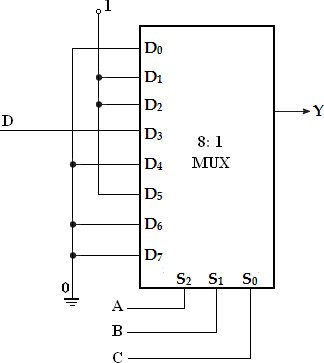 1
D₀
D₁
D₂
D
D₃
8: 1
MUX
Y
D₄
D₅
D₆
D₇
0
S₂ S₁ S₀
A
B
C